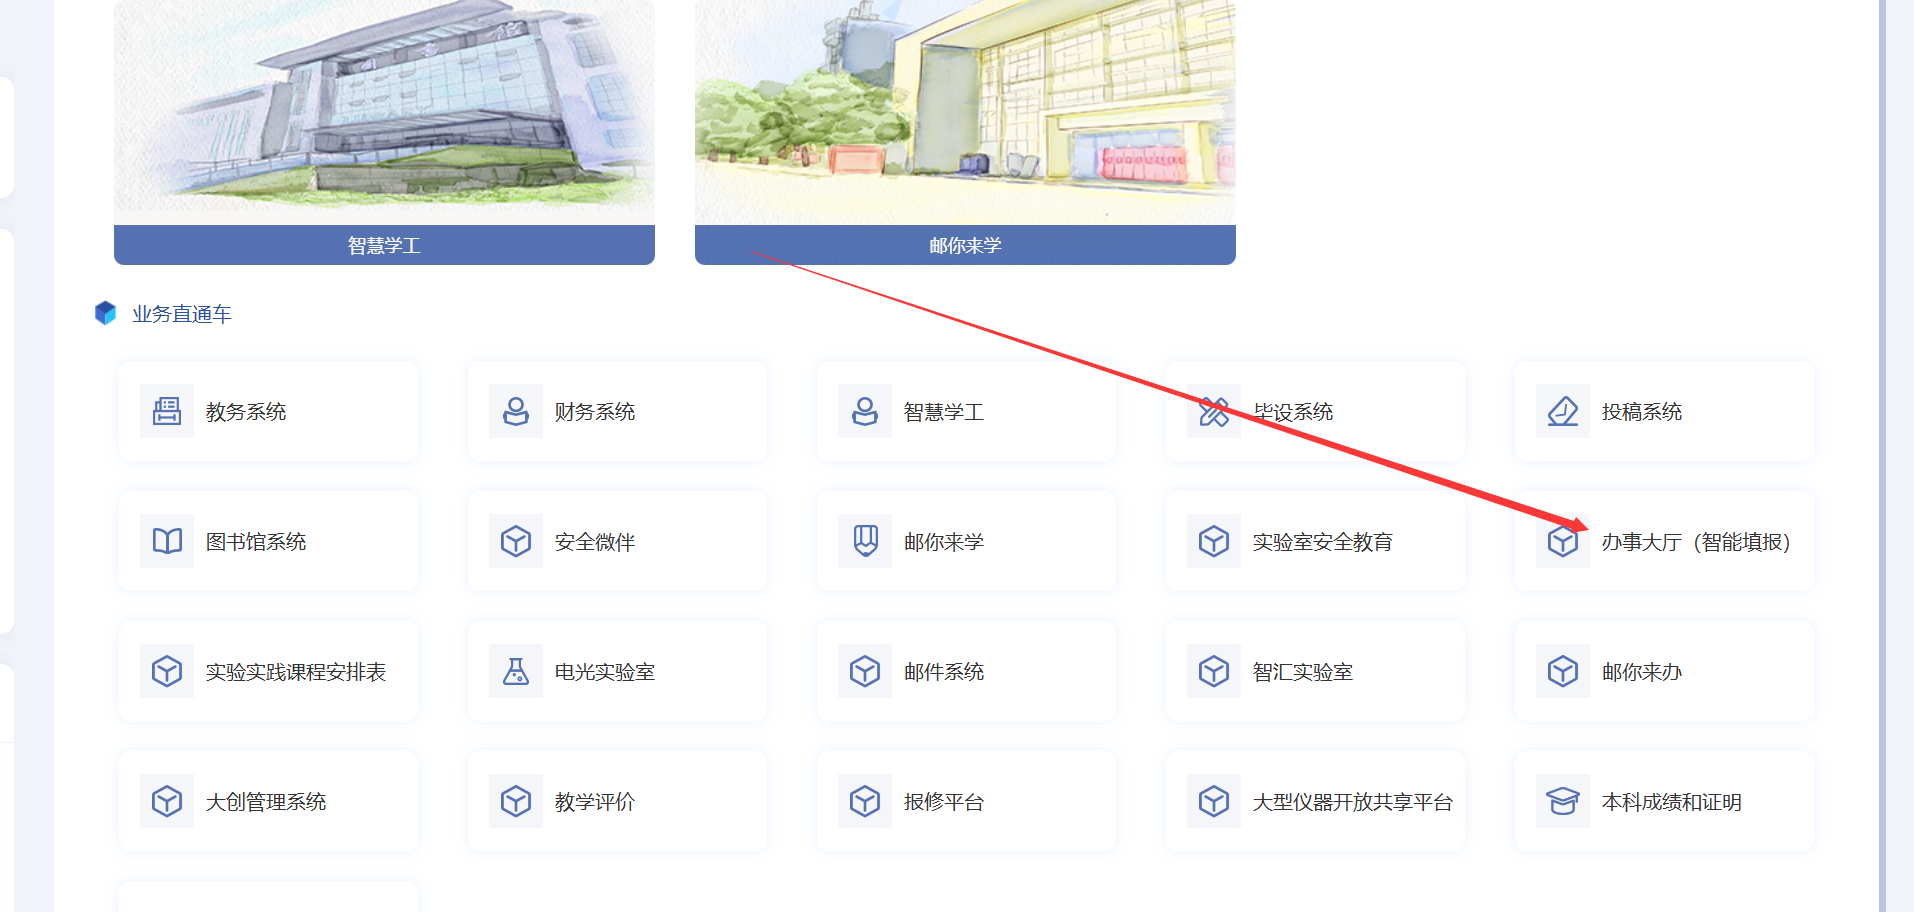 智慧学工
邮你来学
业务直通车
教务系统
财务系统
智慧学工
毕设系统
投稿系统
图书馆系统
安全微伴
邮你来学
实验室安全教育
办事大厅（智能填报）
实验实践课程安排表
电光实验室
邮件系统
智汇实验室
邮你来办
大创管理系统
教学评价
报修平台
大型仪器开放共享平台
本科成绩和证明